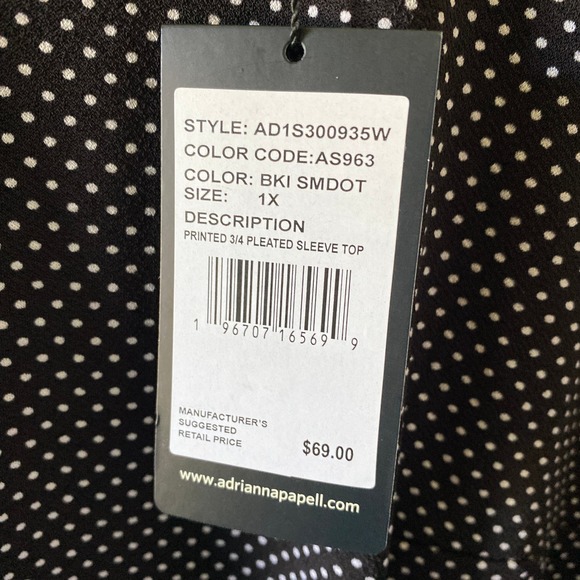 STYLE: AD1S300935W
COLOR CODE:AS963
COLOR: BKI SMDOT
SIZE: 1X
DESCRIPTION
PRINTED 3/4 PLEATED SLEEVE TOP
1 96707 16569 9
MANUFACTURER'S
SUGGESTED
RETAIL PRICE $69.00
www.adriannapapell.com